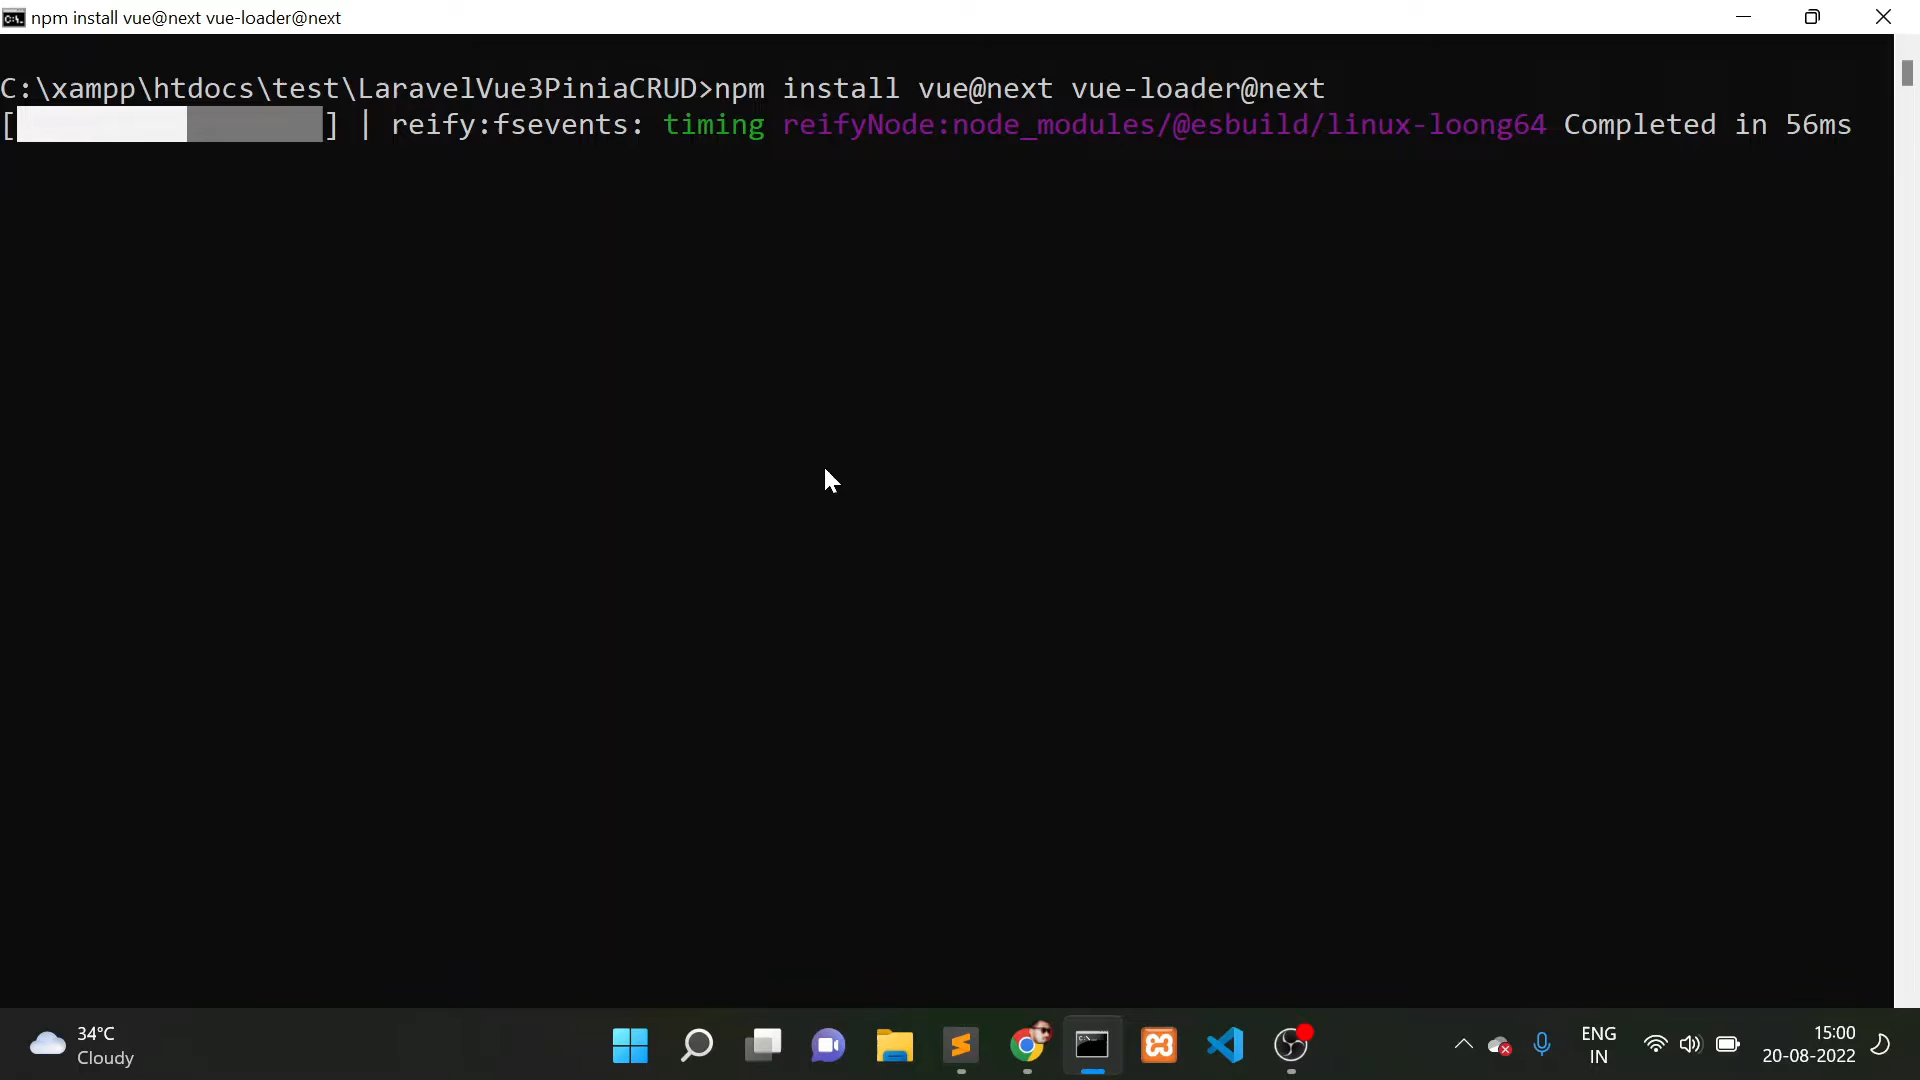 npm install vue@next vue-loader@next
C:\xampp\htdocs\test\LaravelVue3PiniaCRUD>npm install vue@next vue-loader@next
[                  ] | reify:fsevents: timing reifyNode:node_modules/@esbuild/linux-loong64 Completed in 56ms
34°C
Cloudy
ENG
IN
15:00
20-08-2022